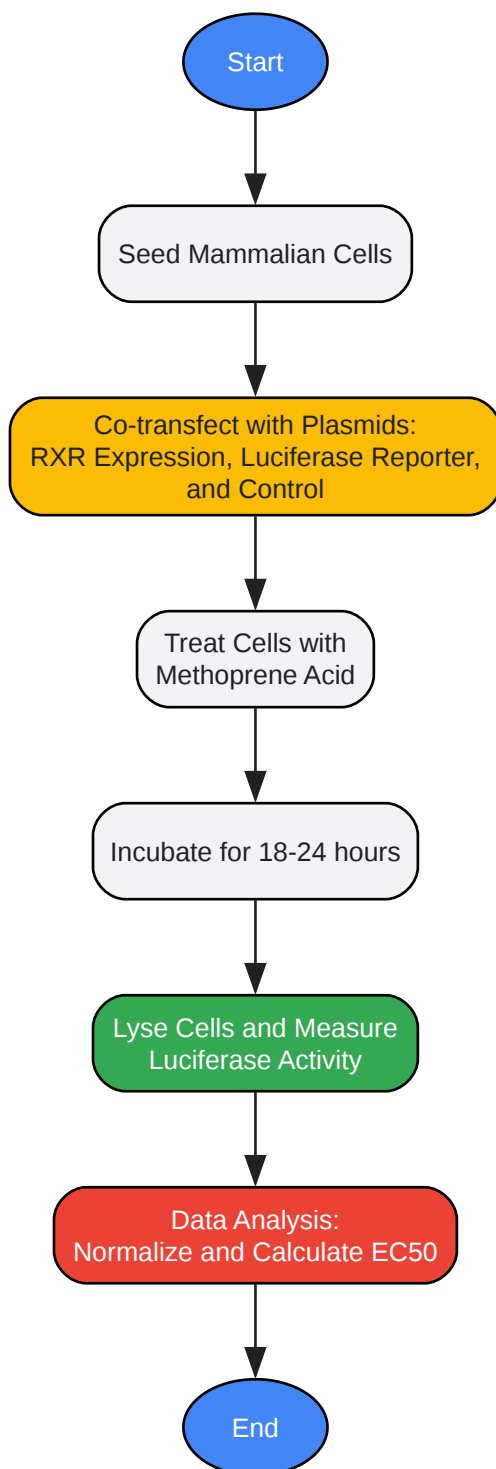 Start
Seed Mammalian Cells
Co-transfect with Plasmids:
RXR Expression, Luciferase Reporter,
and Control
Treat Cells with
Methoprene Acid
Incubate for 18-24 hours
Lyse Cells and Measure
Luciferase Activity
Data Analysis:
Normalize and Calculate EC50
End